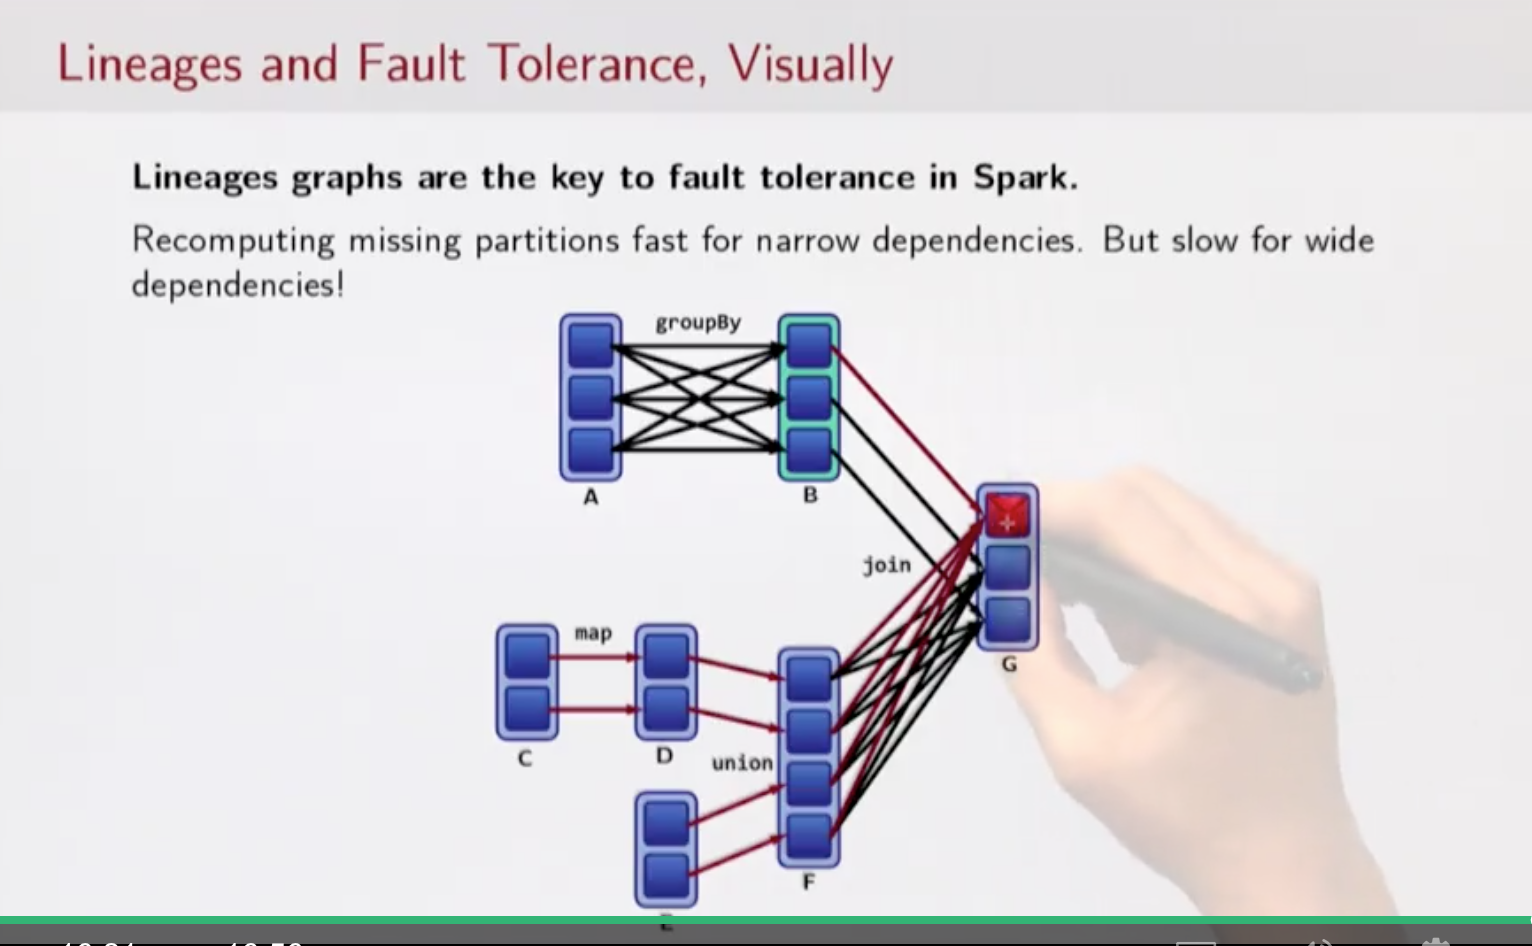 Lineages and Fault Tolerance, Visually
Lineages graphs are the key to fault tolerance in Spark.
Recomputing missing partitions fast for narrow dependencies. But slow for wide
dependencies!
groupBy
A
B
join
G
map
C
D
union
F